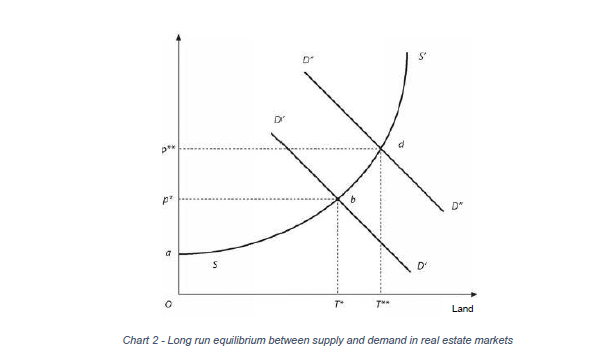 S'
D"
D'
d
p**
p*
b
D"
a
S
D'
O
T*
T**
Land
Chart 2 - Long run equilibrium between supply and demand in real estate markets